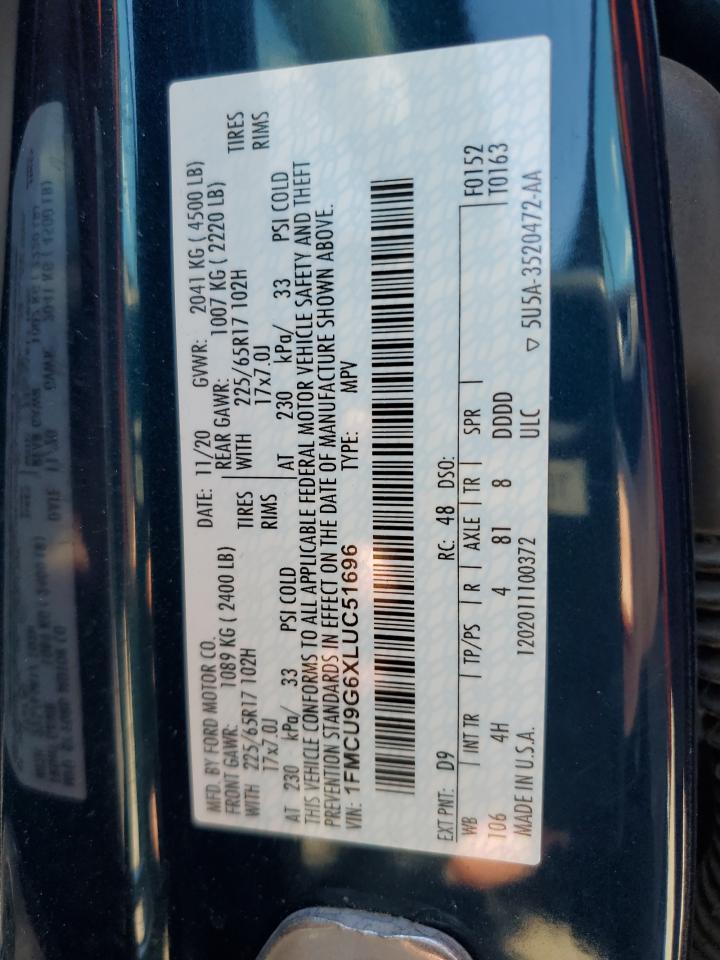 MFD. BY FORD MOTOR CO. DATE: 11/20 GVWR: 2041 KG ( 4500 LB)
FRONT GAWR: 1089 KG ( 2400 LB) REAR GAWR: 1007 KG ( 2220 LB)
WITH 225/65R17 102H TIRES WITH 225/65R17 102H TIRES
17x7.0J RIMS 17x7.0J RIMS
AT 230 kPa/ 33 PSI COLD AT 230 kPa/ 33 PSI COLD
THIS VEHICLE CONFORMS TO ALL APPLICABLE FEDERAL MOTOR VEHICLE SAFETY AND THEFT
PREVENTION STANDARDS IN EFFECT ON THE DATE OF MANUFACTURE SHOWN ABOVE.
VIN: 1FMCU9G6XLUC51696 TYPE: MPV
EXT PNT: D9 RC: 48 DSO: F0152
WB INT TR TP/PS R AXLE TR SPR T0163
106 4H 4 81 8 DDDD
MADE IN U.S.A. 1202011100372 ULC ▽ 5U5A-3520472-AA